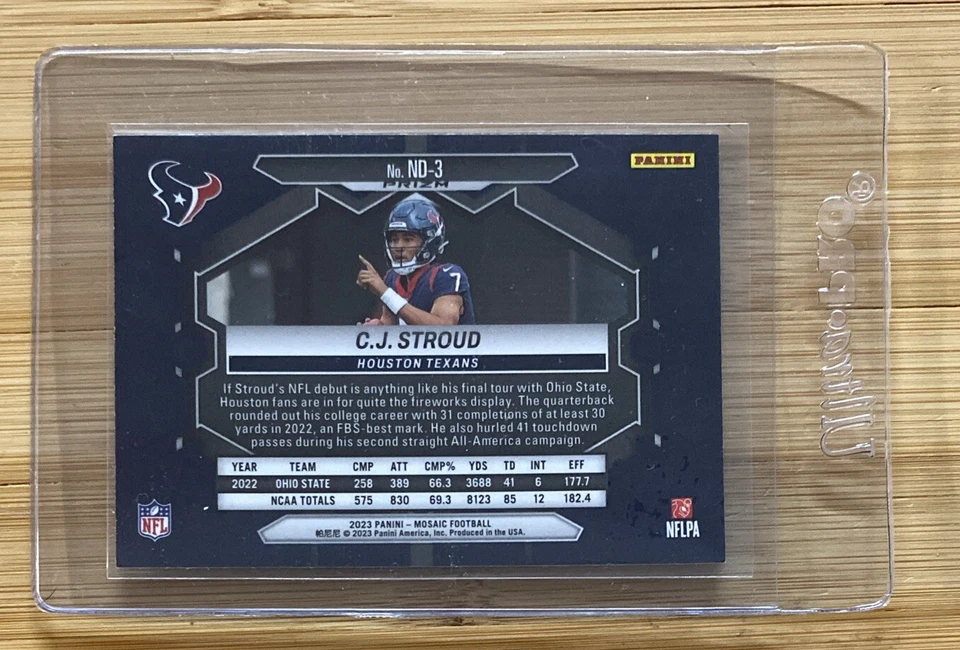 No. ND-3
PRIZM
PANINI
7
C.J. STROUD
HOUSTON TEXANS
If Stroud's NFL debut is anything like his final tour with Ohio State,
Houston fans are in for quite the fireworks display. The quarterback
rounded out his college career with 31 completions of at least 30
yards in 2022, an FBS-best mark. He also hurled 41 touchdown
passes during his second straight All-America campaign.
YEAR TEAM CMP ATT CMP% YDS TD INT EFF
2022 OHIO STATE 258 389 66.3 3688 41 6 177.7
NCAA TOTALS 575 830 69.3 8123 85 12 182.4
2023 PANINI – MOSAIC FOOTBALL
帕尼尼 © 2023 Panini America, Inc. Produced in the USA.
NFL
NFLPA
ULTRA PRO®